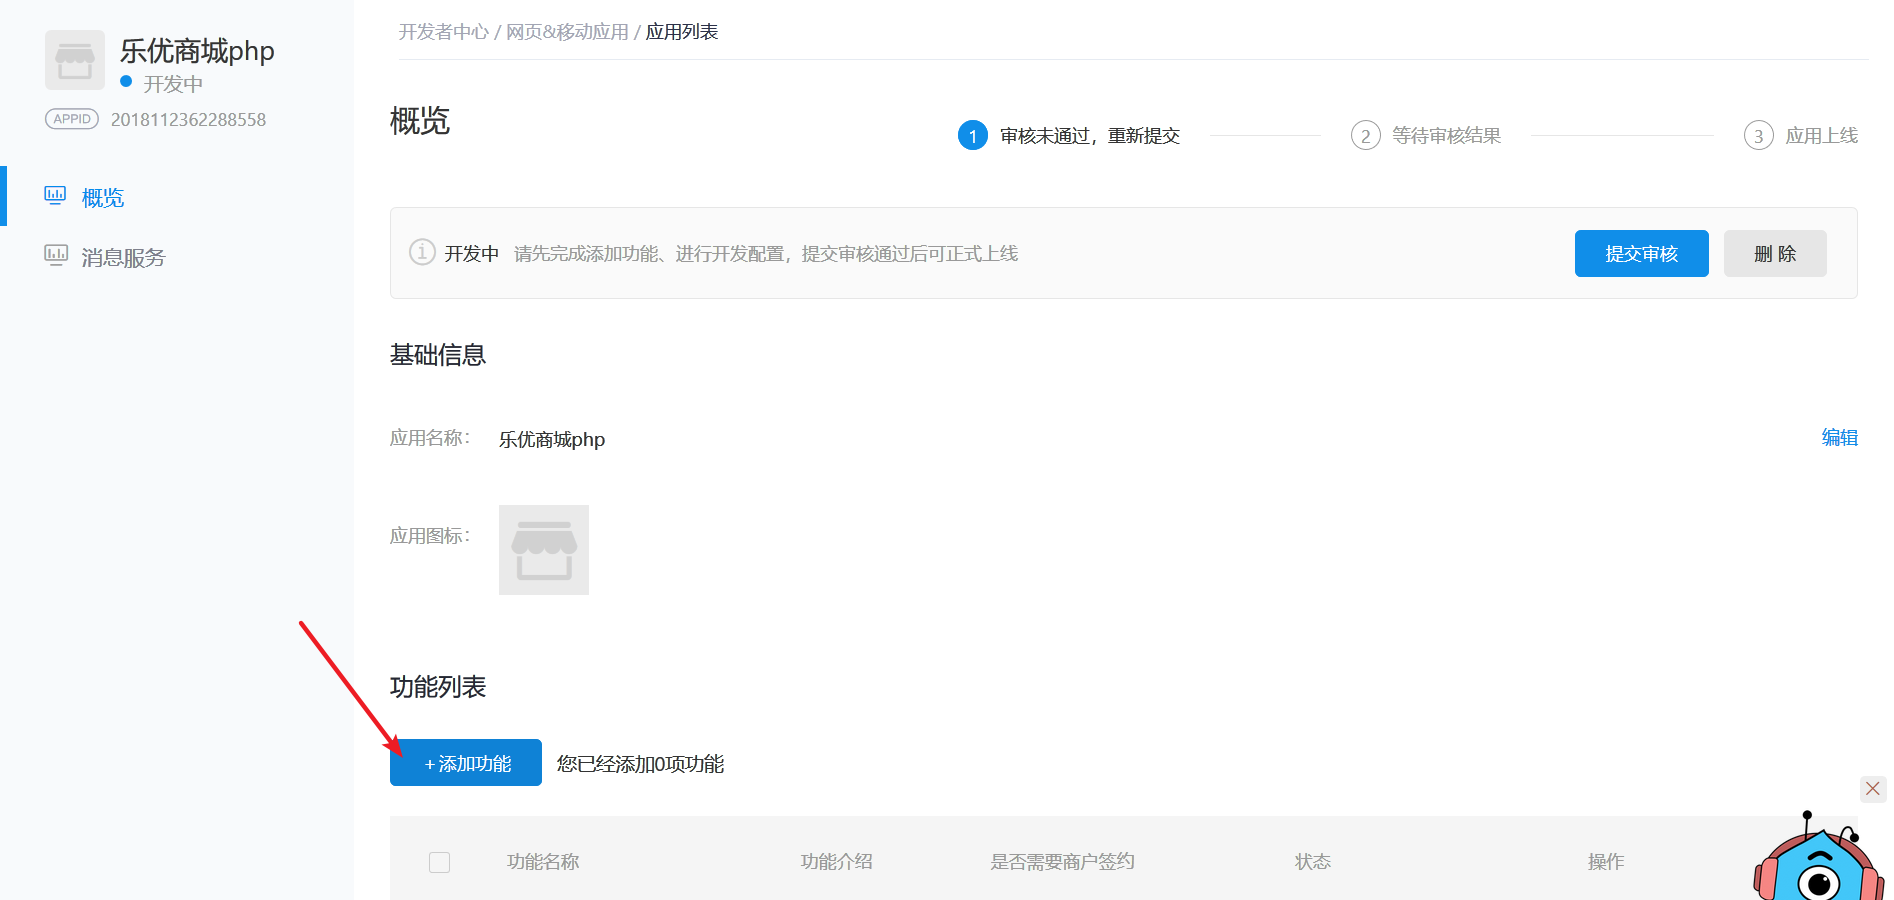 乐优商城php
开发中
APPID 2018112362288558
概览
消息服务
开发者中心 / 网页&移动应用 / 应用列表
概览
1 审核未通过，重新提交
2 等待审核结果
3 应用上线
开发中 请先完成添加功能、进行开发配置，提交审核通过后可正式上线
提交审核
删 除
基础信息
应用名称： 乐优商城php
编辑
应用图标：
功能列表
+ 添加功能 您已经添加0项功能
功能名称 功能介绍 是否需要商户签约 状态 操作